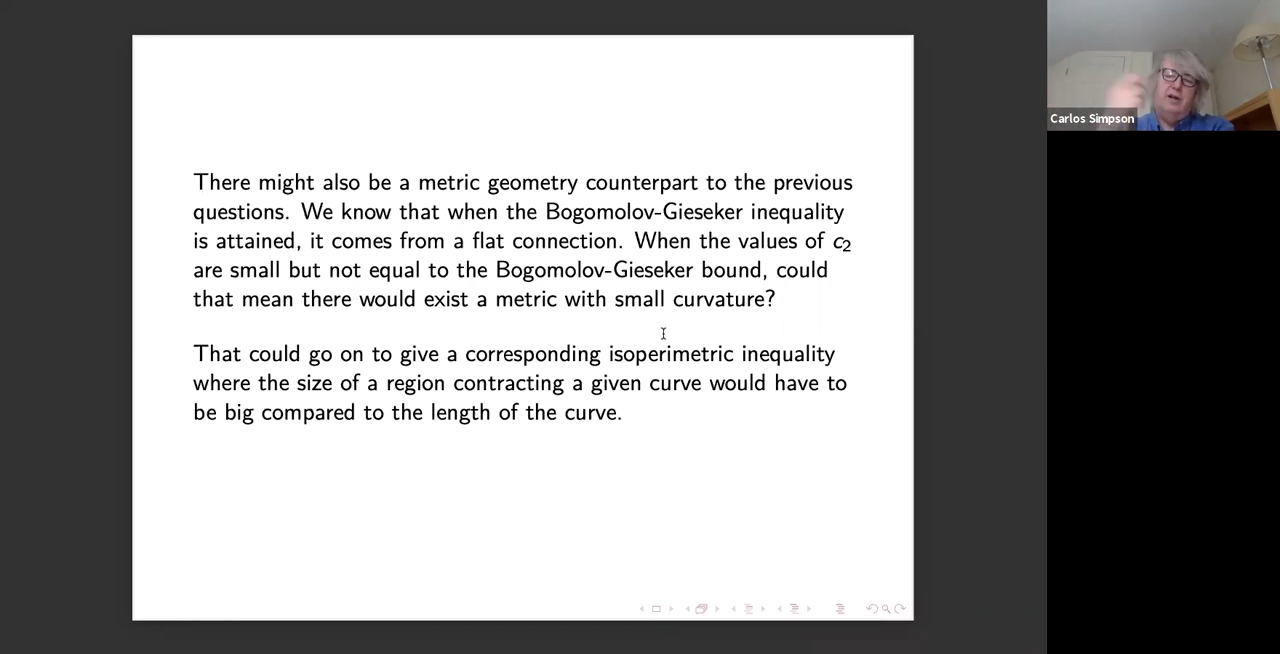 There might also be a metric geometry counterpart to the previous
questions. We know that when the Bogomolov-Gieseker inequality
is attained, it comes from a flat connection. When the values of c₂
are small but not equal to the Bogomolov-Gieseker bound, could
that mean there would exist a metric with small curvature?
That could go on to give a corresponding isoperimetric inequality
where the size of a region contracting a given curve would have to
be big compared to the length of the curve.
Carlos Simpson